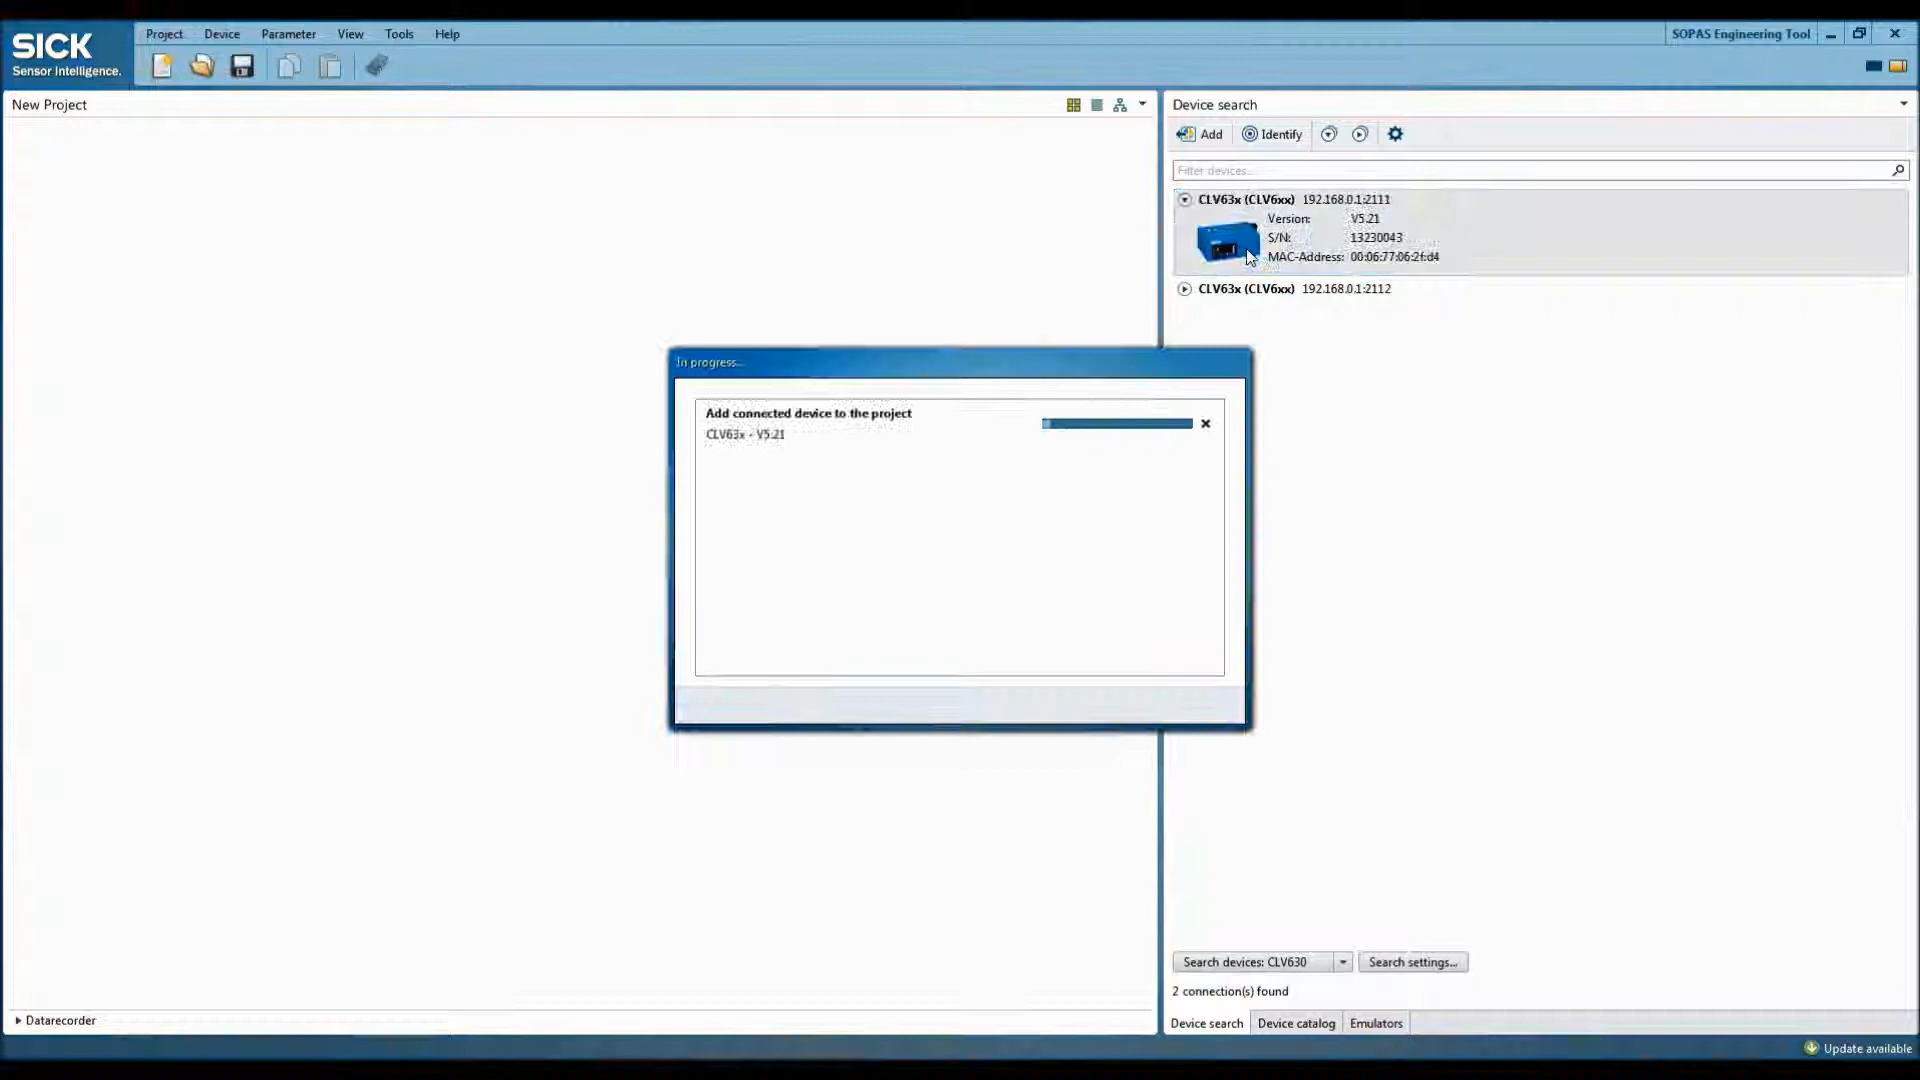 SICK
Sensor Intelligence.
Project Device Parameter View Tools Help
SOPAS Engineering Tool
New Project
Device search
Add Identify
Filter devices...
CLV63x (CLV6xx) 192.168.0.1:2111
Version: V5.21
S/N: 13230043
MAC-Address: 00:06:77:06:2f:d4
CLV63x (CLV6xx) 192.168.0.1:2112
In progress...
Add connected device to the project
CLV63x - V5.21
Search devices: CLV630 Search settings...
2 connection(s) found
Datarecorder
Device search Device catalog Emulators
Update available